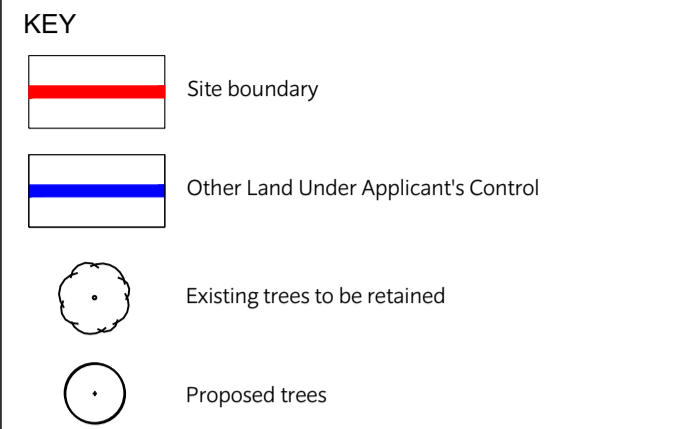 KEY
Site boundary
Other Land Under Applicant's Control
Existing trees to be retained
Proposed trees